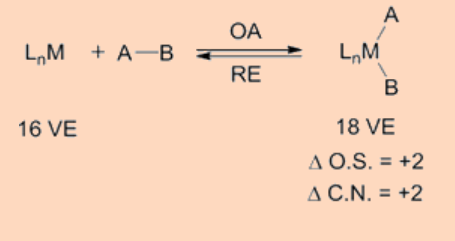 A
LₙM + A—B OA LₙM
RE
B
16 VE 18 VE
Δ O.S. = +2
Δ C.N. = +2